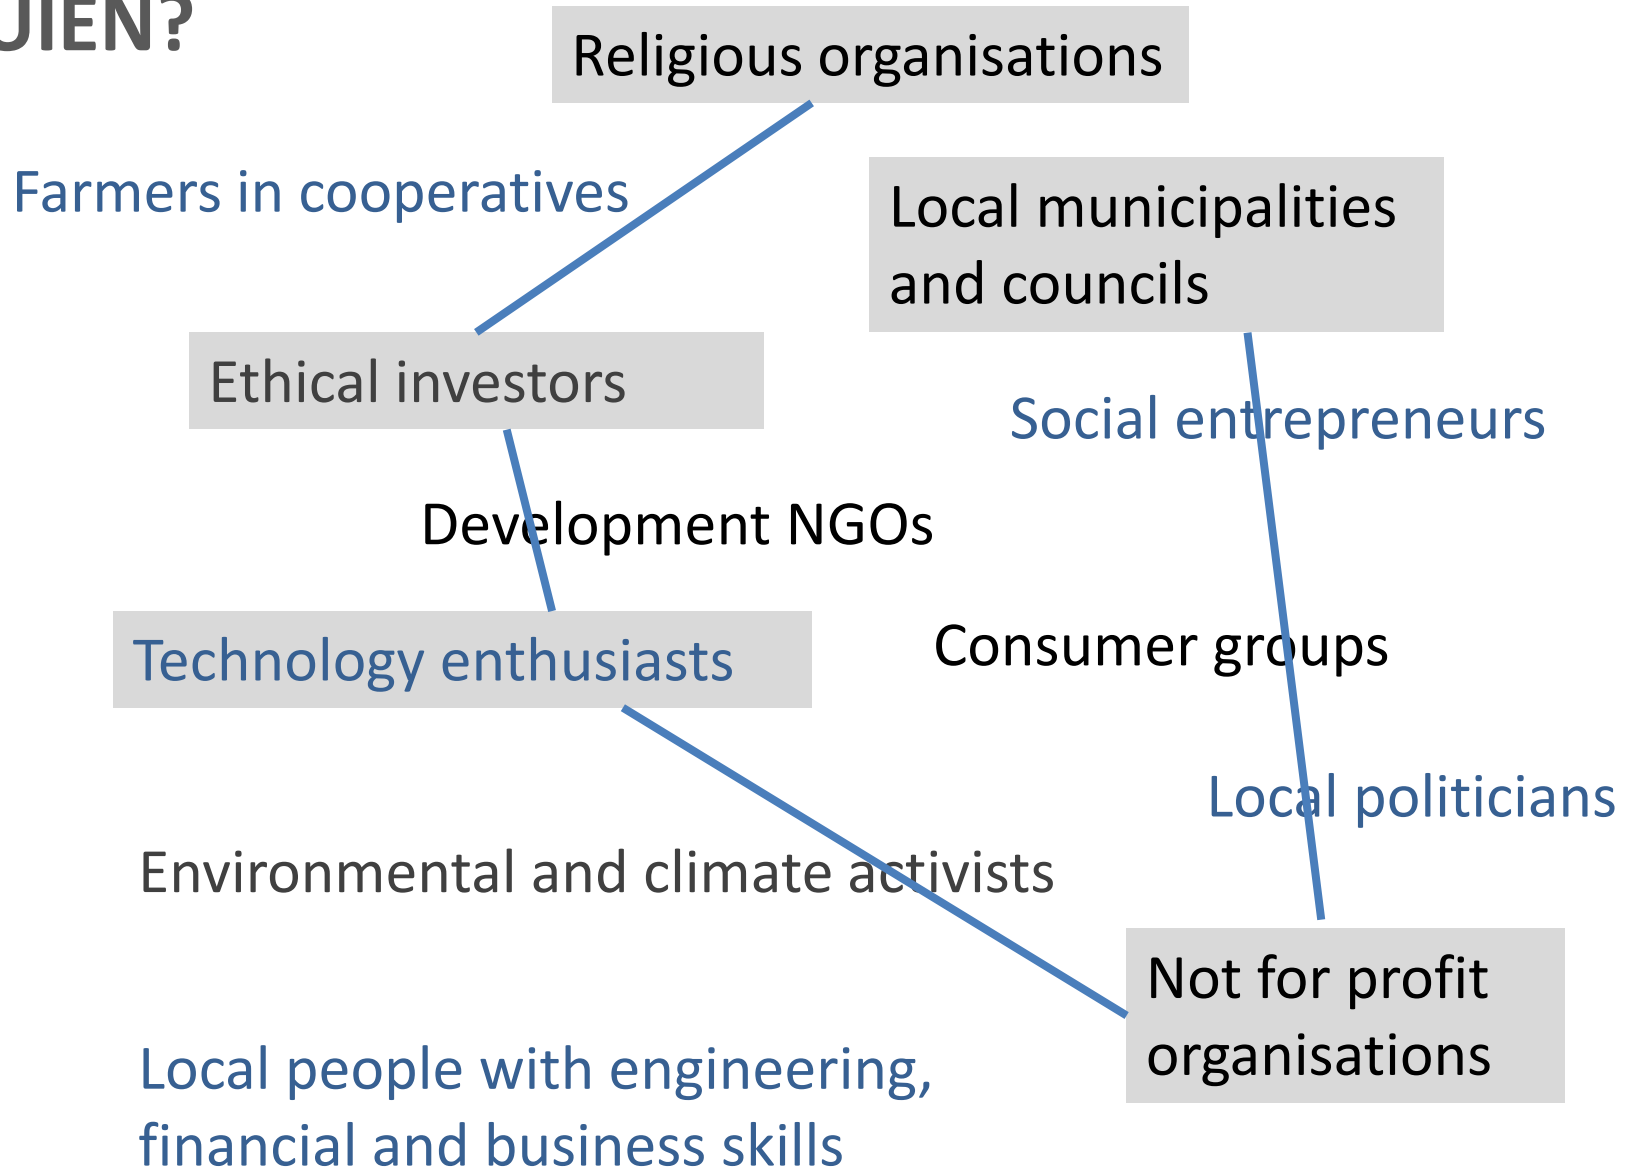 UIEN?
Religious organisations
Farmers in cooperatives
Local municipalities
and councils
Ethical investors
Social entrepreneurs
Development NGOs
Technology enthusiasts
Consumer groups
Local politicians
Environmental and climate activists
Not for profit
organisations
Local people with engineering,
financial and business skills